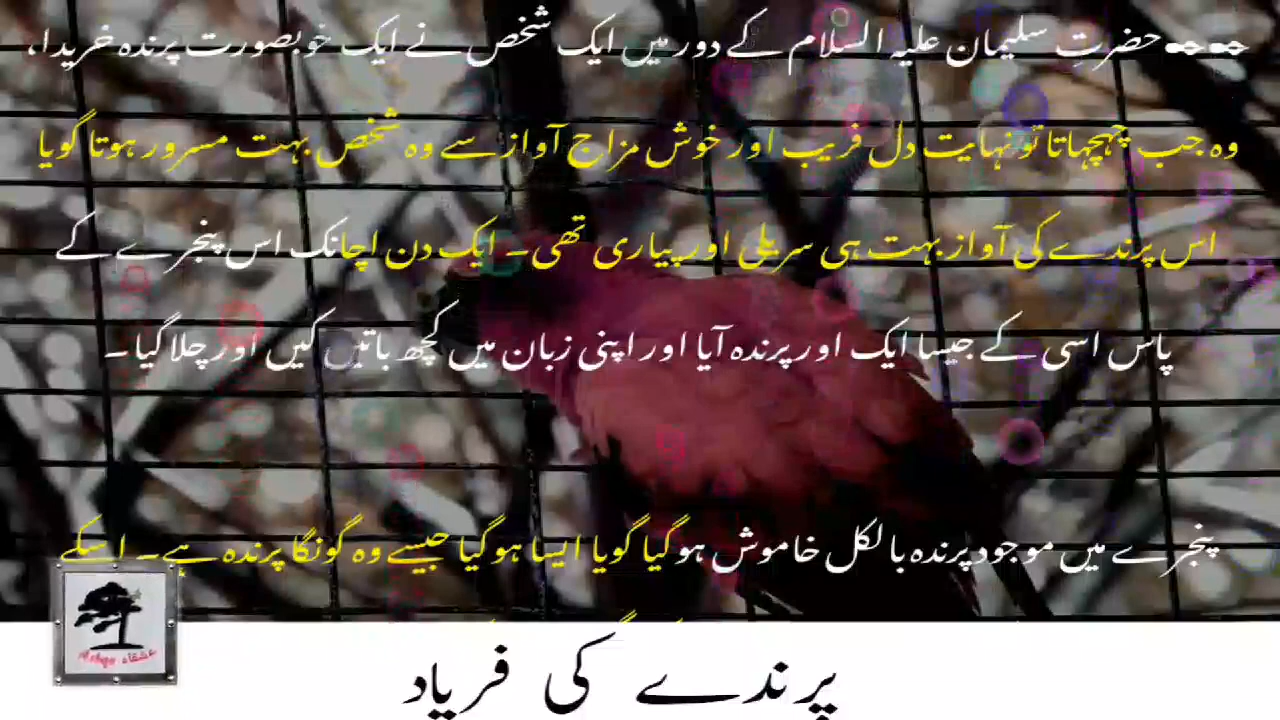 حضرتِ سلیمان علیہ السلام کے دور میں ایک شخص نے ایک خوبصورت پرندہ خریدا،
وہ جب چہچہاتا تو نہایت دل فریب اور خوش مزاج آواز سے وہ شخص بہت مسرور ہوتا گویا
اس پرندے کی آواز بہت ہی سریلی اور پیاری تھی۔ ایک دن اچانک اس پنجرے کے
پاس اسی کے جیسا ایک اور پرندہ آیا اور اپنی زبان میں کچھ باتیں کیں اور چلا گیا۔
پنجرے میں موجود پرندہ بالکل خاموش ہو گیا گویا ایسا ہو گیا جیسے وہ گونگا پرندہ ہے۔ اسکے
پرندے کی فریاد